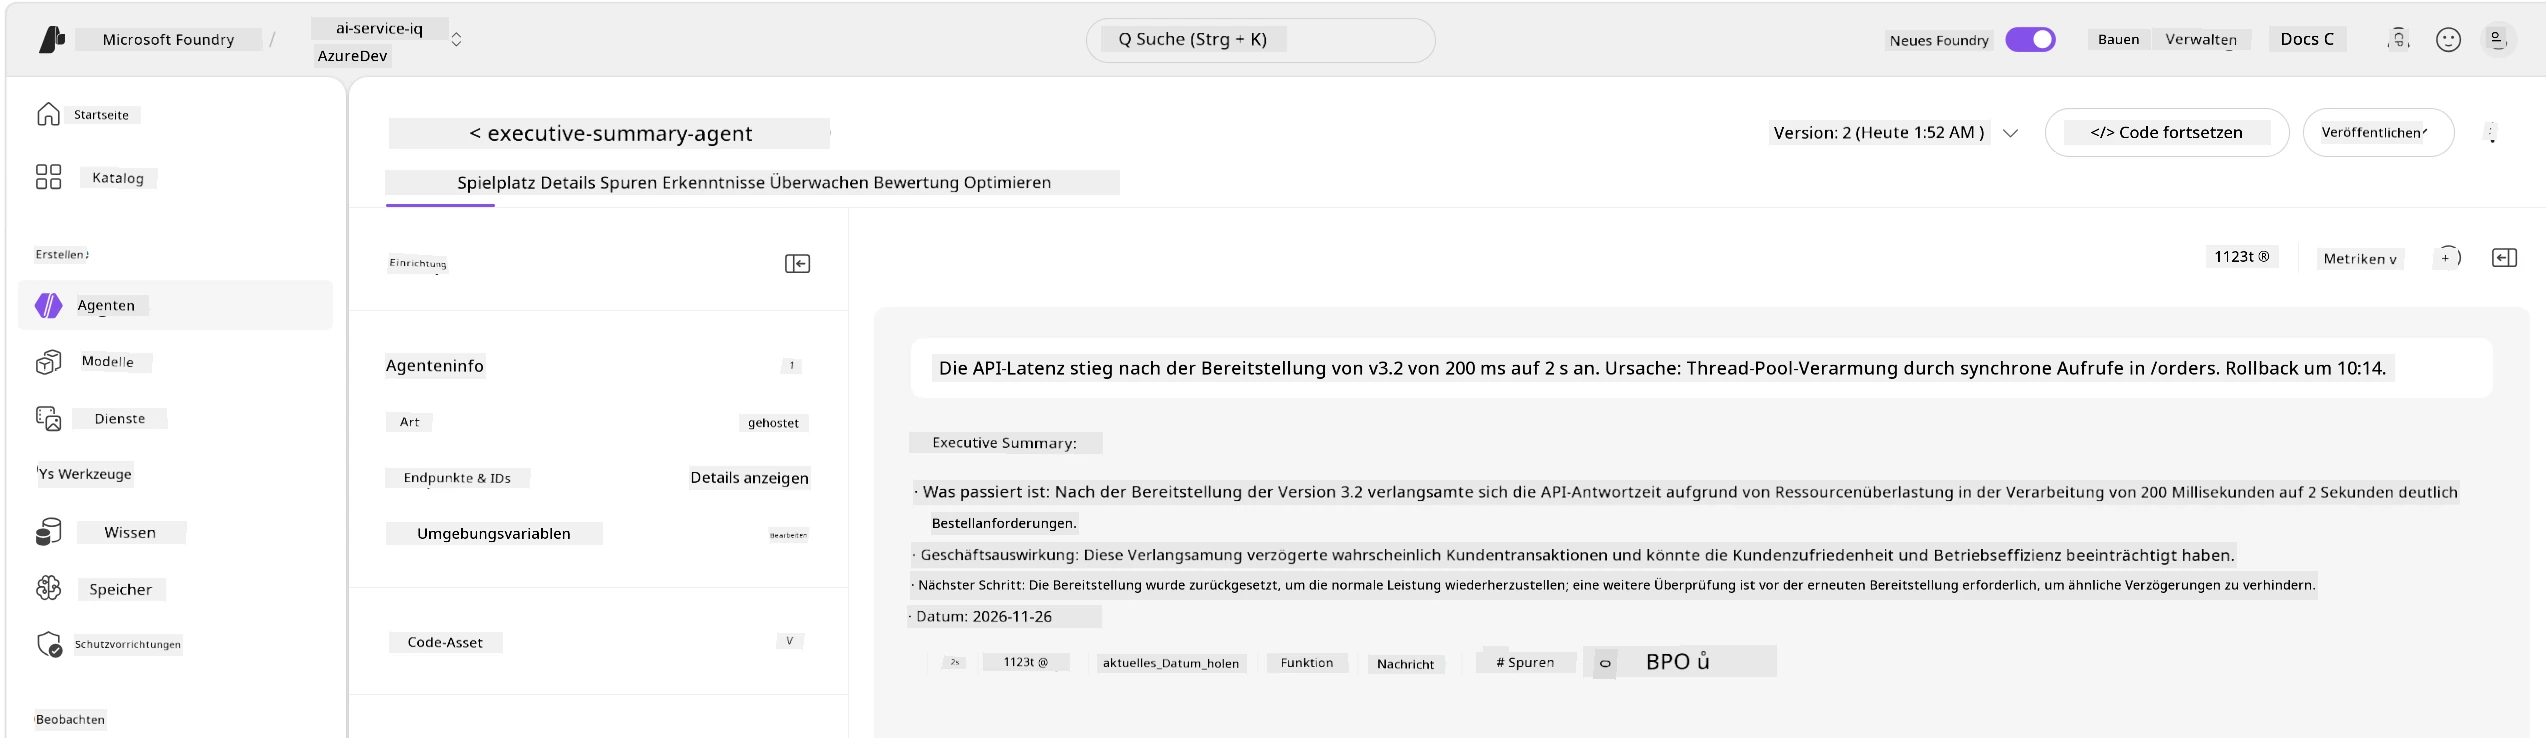 Microsoft Foundry /
ai-service-iq
AzureDev
Q Suche (Strg + K)
Neues Foundry
Bauen
Verwalten
Docs C
Startseite
Katalog
Erstellen
Agenten
Modelle
Dienste
Ys Werkzeuge
Wissen
Speicher
Schutzvorrichtungen
Beobachten
< executive-summary-agent
Version: 2 (Heute 1:52 AM )
</> Code fortsetzen
Veröffentlichen
Spielplatz Details Spuren Erkenntnisse Überwachen Bewertung Optimieren
Einrichtung
Agenteninfo
1
Art
gehostet
Endpunkte & IDs
Details anzeigen
Umgebungsvariablen
Bearbeiten
Code-Asset
V
1123t ®
Metriken v
+
Die API-Latenz stieg nach der Bereitstellung von v3.2 von 200 ms auf 2 s an. Ursache: Thread-Pool-Verarmung durch synchrone Aufrufe in /orders. Rollback um 10:14.
Executive Summary:
· Was passiert ist: Nach der Bereitstellung der Version 3.2 verlangsamte sich die API-Antwortzeit aufgrund von Ressourcenüberlastung in der Verarbeitung von 200 Millisekunden auf 2 Sekunden deutlich
Bestellanforderungen.
· Geschäftsauswirkung: Diese Verlangsamung verzögerte wahrscheinlich Kundentransaktionen und könnte die Kundenzufriedenheit und Betriebseffizienz beeinträchtigt haben.
· Nächster Schritt: Die Bereitstellung wurde zurückgesetzt, um die normale Leistung wiederherzustellen; eine weitere Überprüfung ist vor der erneuten Bereitstellung erforderlich, um ähnliche Verzögerungen zu verhindern.
· Datum: 2026-11-26
2s
1123t @
aktuelles_Datum_holen
Funktion
Nachricht
# Spuren
BPO ů